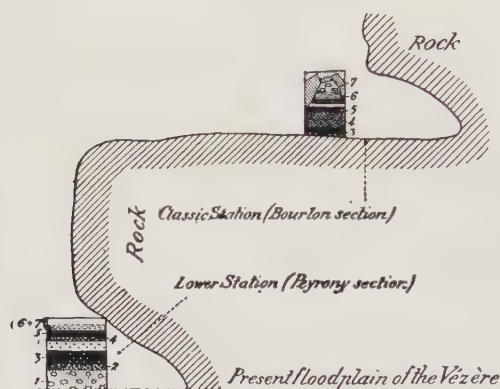 Rock
7
6
5
4
3
Classic Station (Bourlon section)
Rock
Lower Station (Peyrony section)
(6+7
5
4
3
2
1
Present floodplain of the Vézère